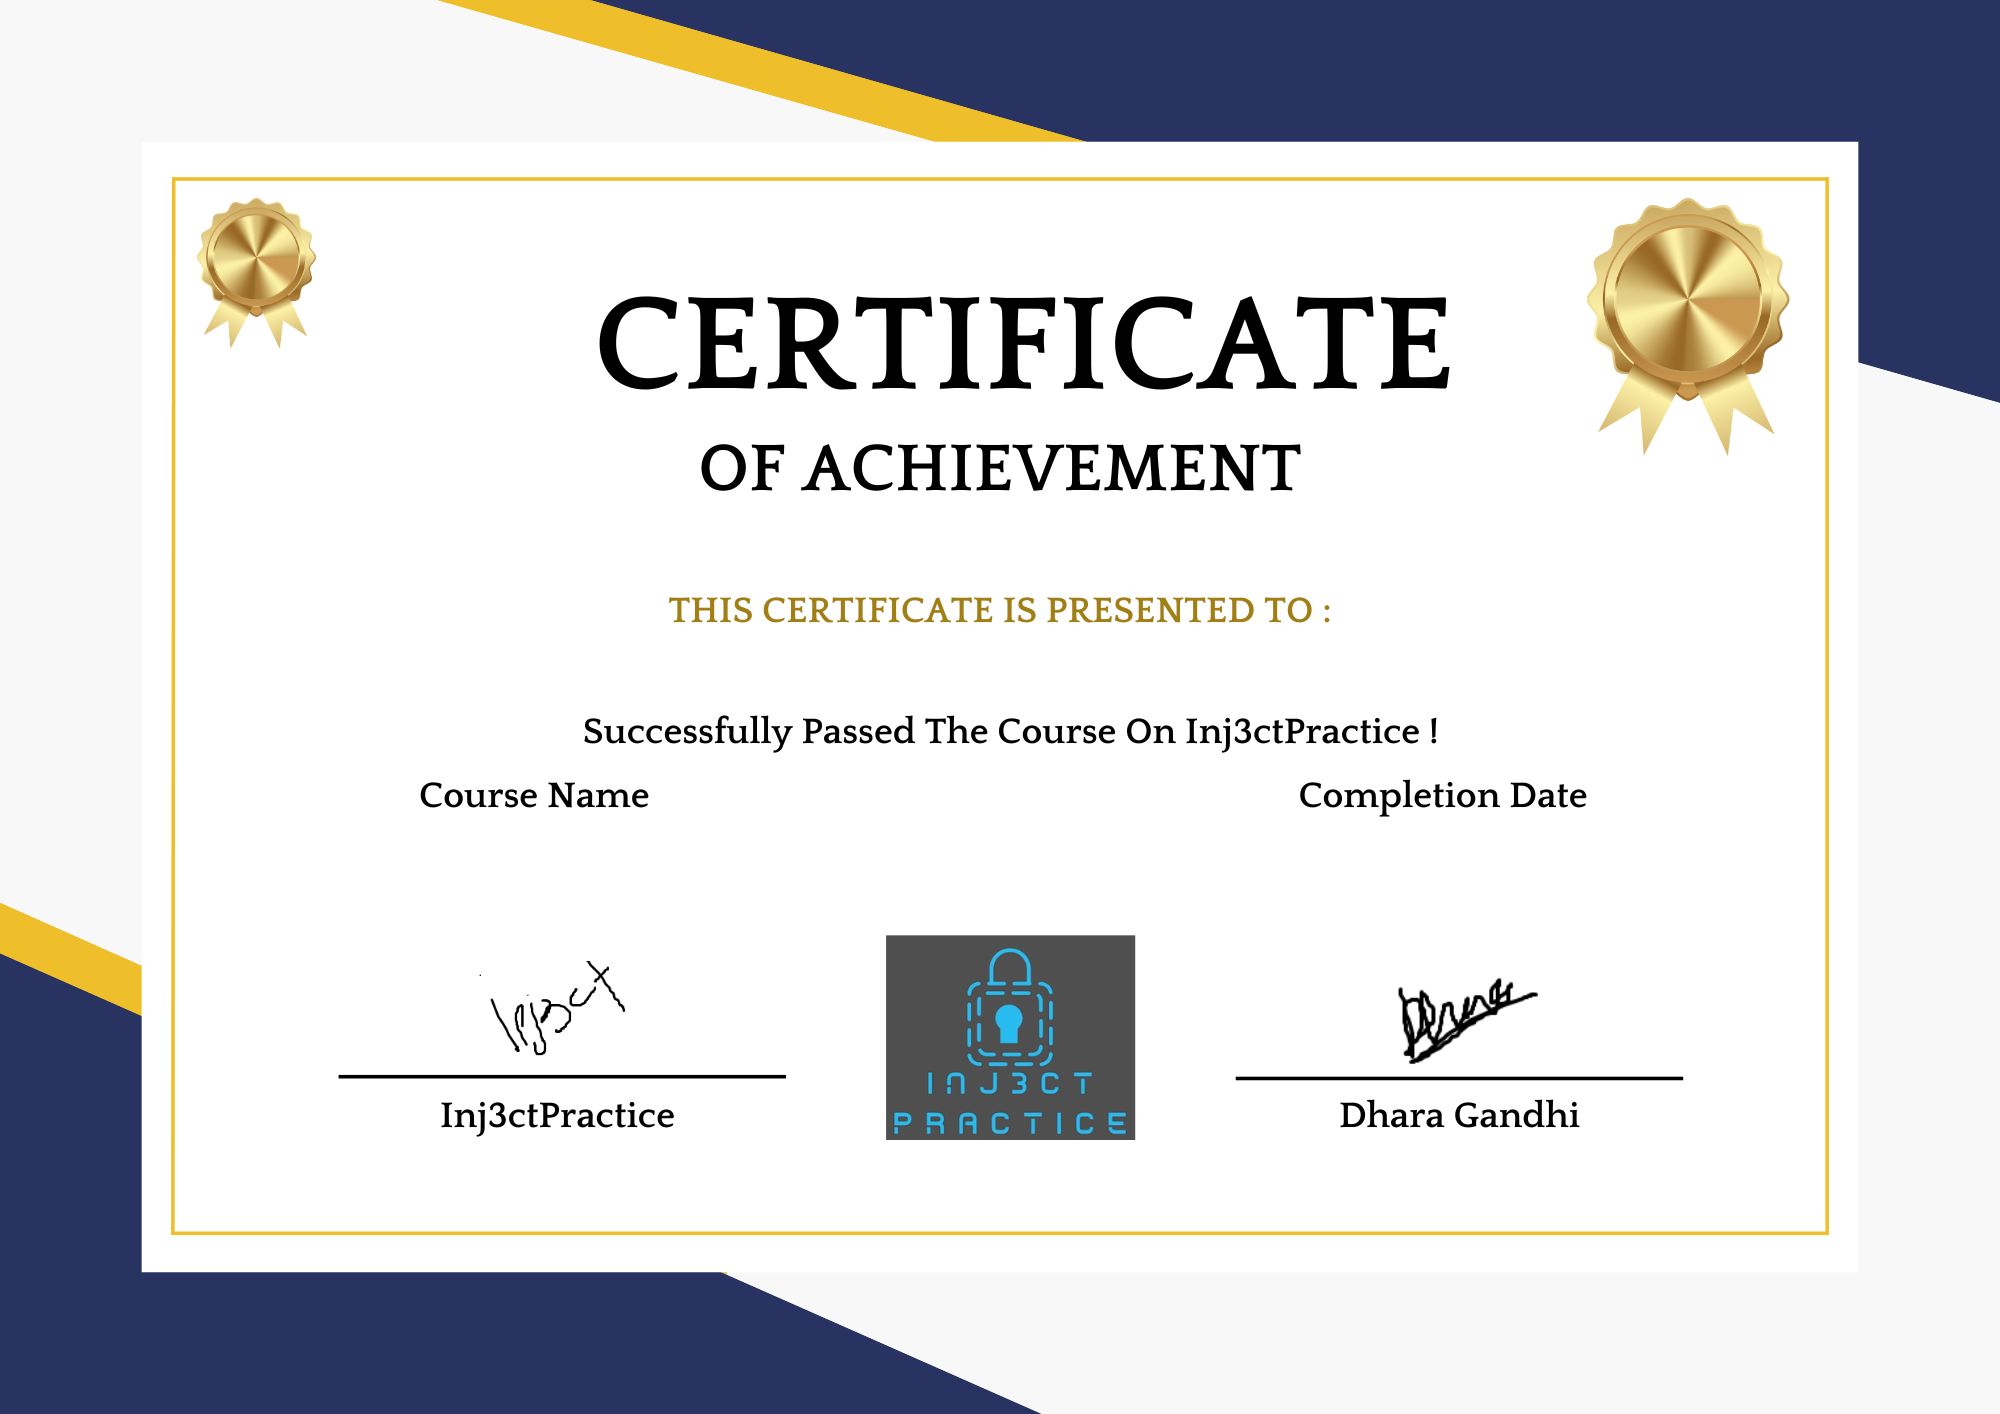 CERTIFICATE
OF ACHIEVEMENT
THIS CERTIFICATE IS PRESENTED TO :
Successfully Passed The Course On Inj3ctPractice !
Course Name
Completion Date
Inj3ct
Dhara
INJ3CT
PRACTICE
Inj3ctPractice
Dhara Gandhi